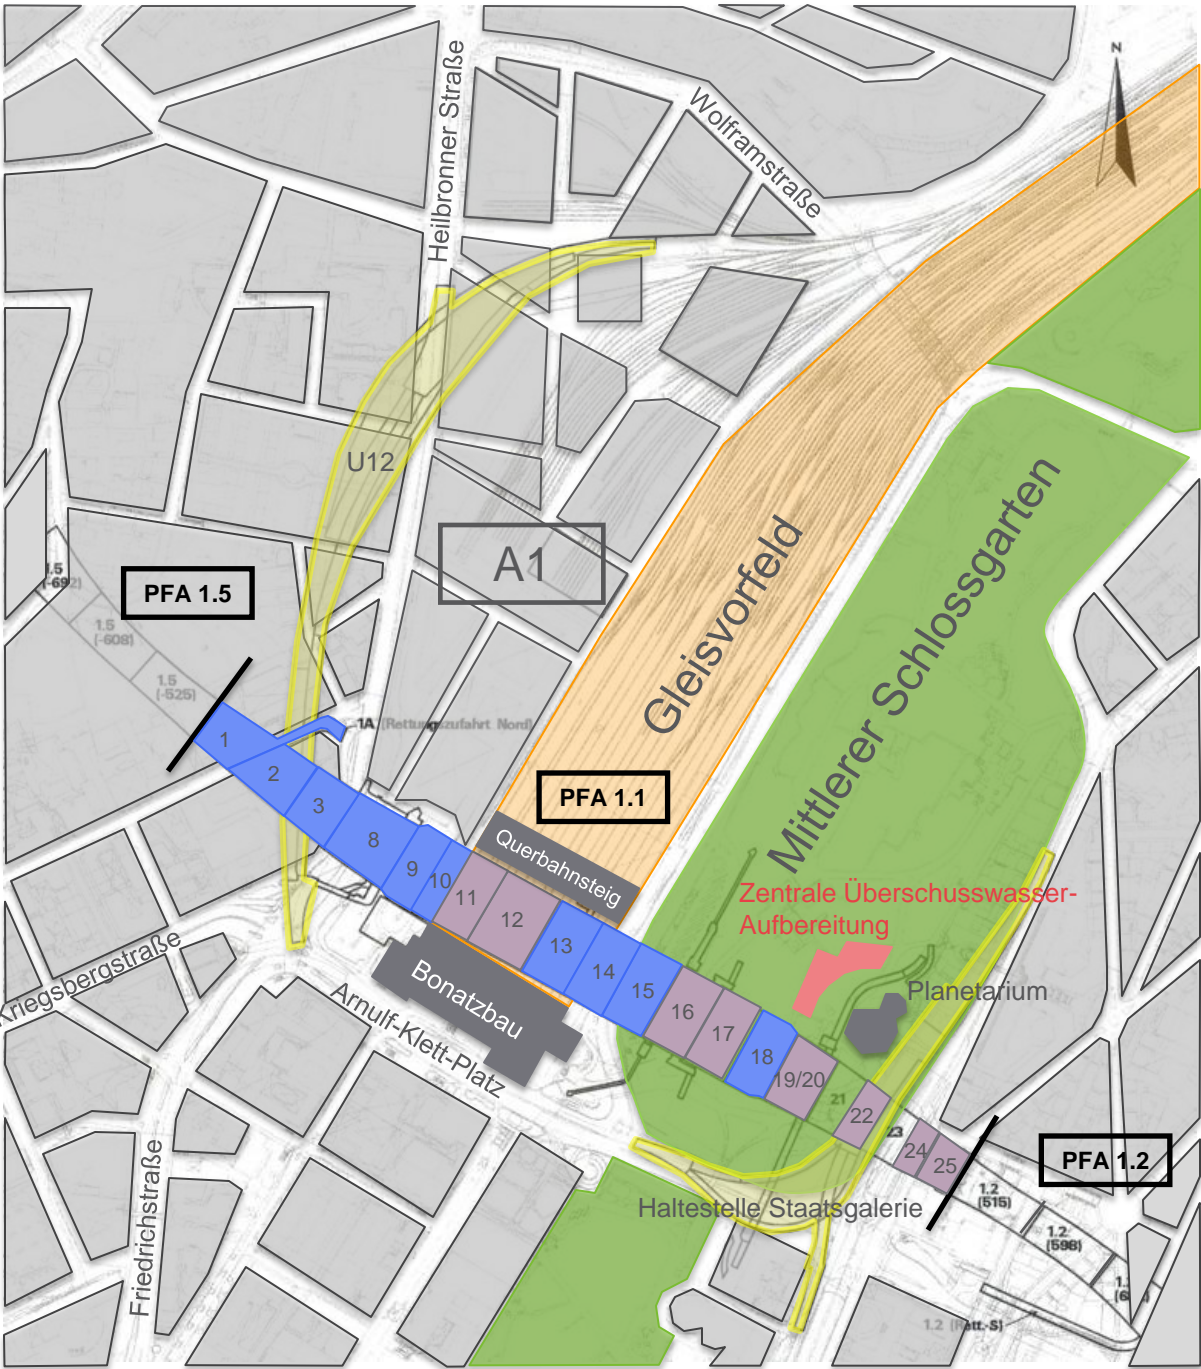 N
Heilbronner Straße
Wolframstraße
U12
A1
1.5
(-692)
PFA 1.5
1.5
(-608)
1.5
(-525)
Gleisvorfeld
Mittlerer Schlossgarten
1A (Rettungszufahrt Nord)
PFA 1.1
Querbahnsteig
1
2
3
8
9
10
11
12
13
14
15
16
17
18
19/20
21
22
23
24
25
Zentrale Überschusswasser-
Aufbereitung
Planetarium
Kriegsbergstraße
Bonatzbau
Arnulf-Klett-Platz
Friedrichstraße
Haltestelle Staatsgalerie
PFA 1.2
1.2
(515)
1.2
(598)
1.2 (Rett.-S)